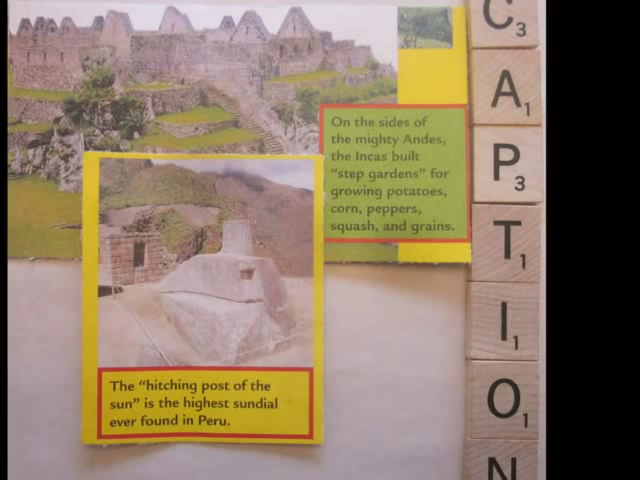 On the sides of
the mighty Andes,
the Incas built
"step gardens" for
growing potatoes,
corn, peppers,
squash, and grains.
The "hitching post of the
sun" is the highest sundial
ever found in Peru.
C3
A1
P3
T1
I1
O1
N